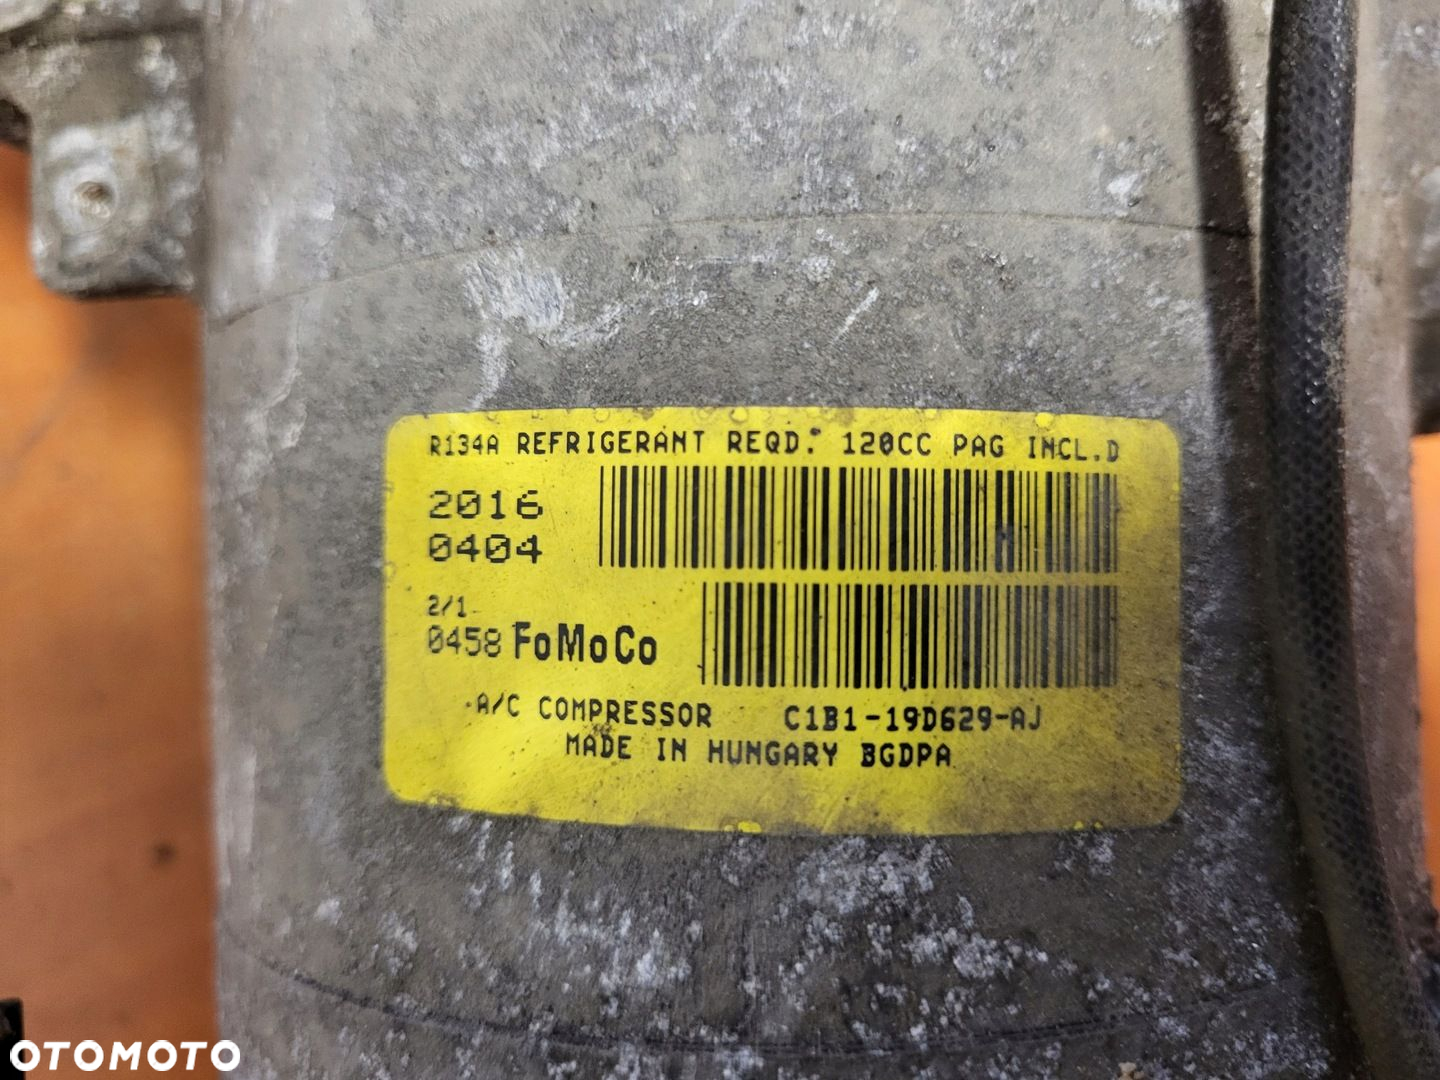 R134A REFRIGERANT REQD. 120CC PAG INCL.D
2016
0404
2/1
0458 FoMoCo
A/C COMPRESSOR C1B1-19D629-AJ
MADE IN HUNGARY BGDPA
OTOMOTO